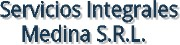 Servicios Integrales
Medina S.R.L.